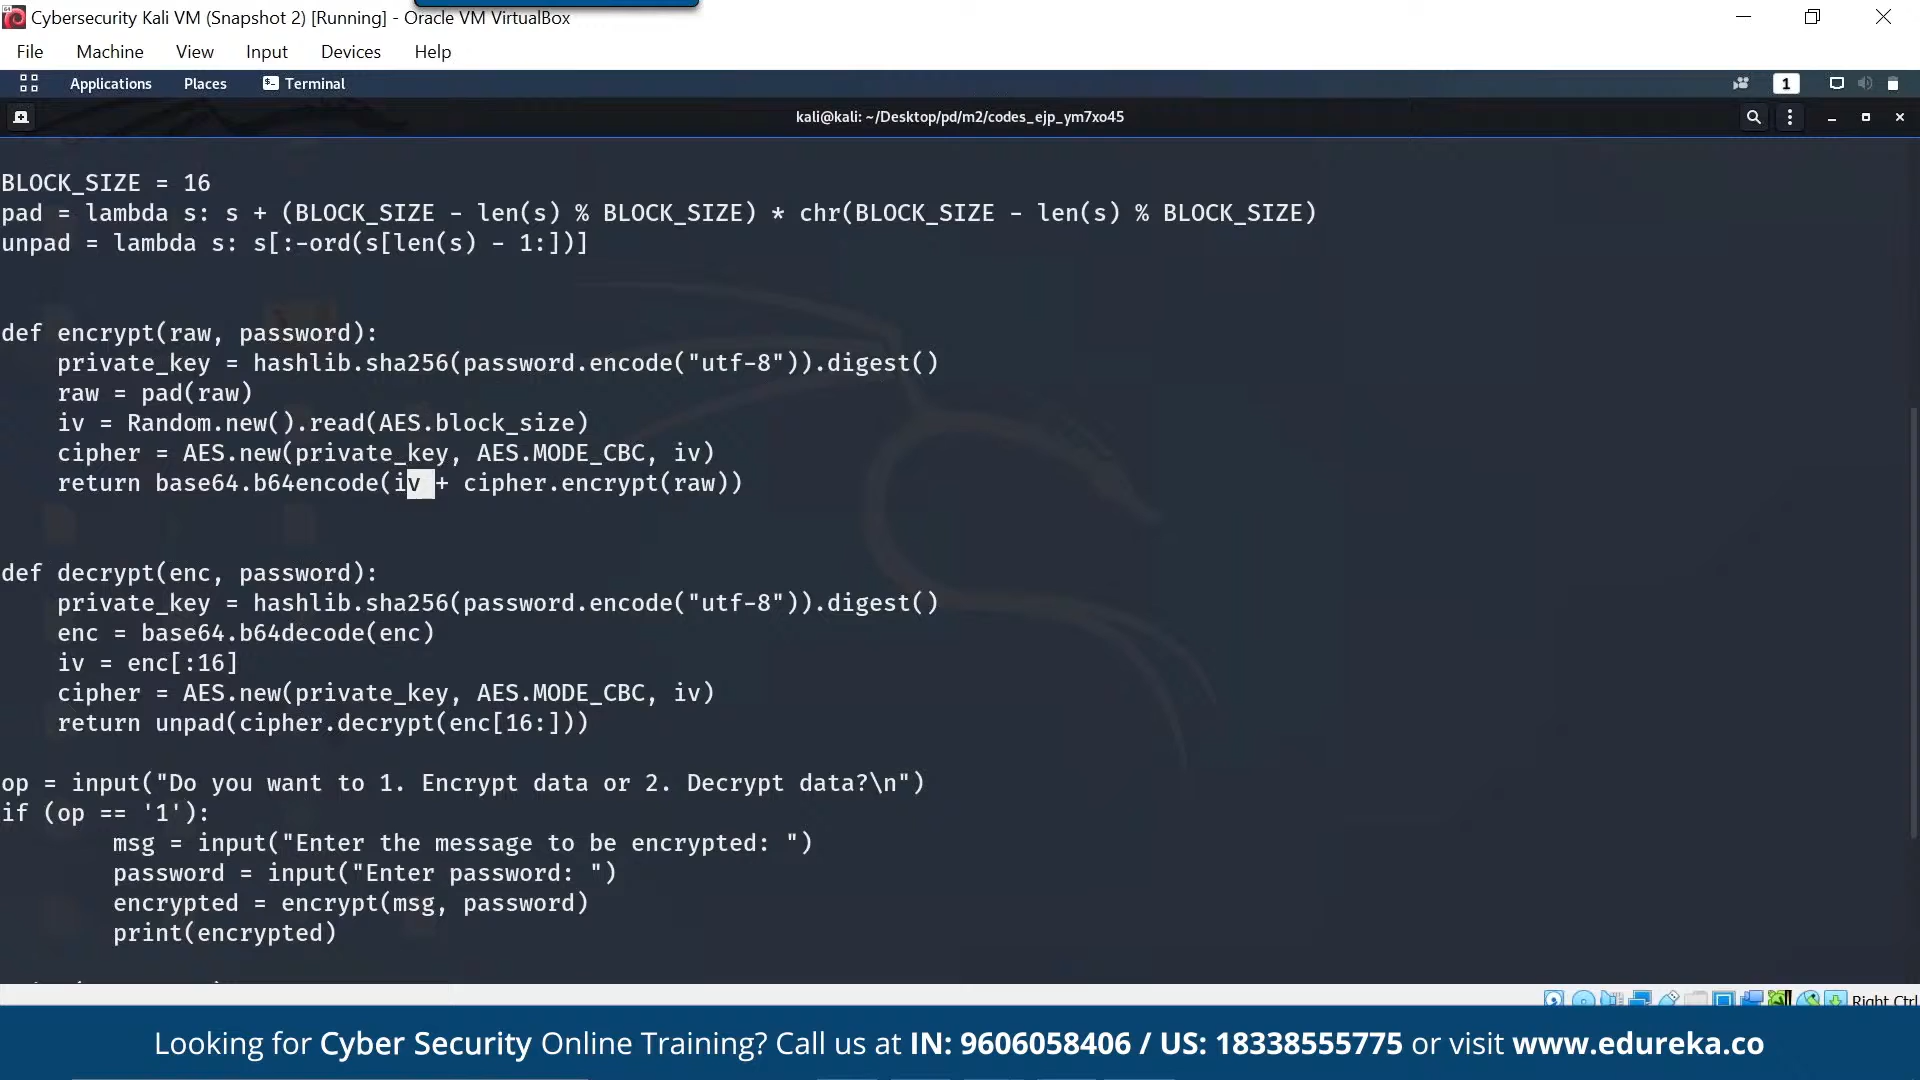 Cybersecurity Kali VM (Snapshot 2) [Running] - Oracle VM VirtualBox
File Machine View Input Devices Help
Applications Places Terminal 1
kali@kali: ~/Desktop/pd/m2/codes_ejp_ym7xo45
BLOCK_SIZE = 16
pad = lambda s: s + (BLOCK_SIZE - len(s) % BLOCK_SIZE) * chr(BLOCK_SIZE - len(s) % BLOCK_SIZE)
unpad = lambda s: s[:-ord(s[len(s) - 1:])]
def encrypt(raw, password):
    private_key = hashlib.sha256(password.encode("utf-8")).digest()
    raw = pad(raw)
    iv = Random.new().read(AES.block_size)
    cipher = AES.new(private_key, AES.MODE_CBC, iv)
    return base64.b64encode(iv + cipher.encrypt(raw))
def decrypt(enc, password):
    private_key = hashlib.sha256(password.encode("utf-8")).digest()
    enc = base64.b64decode(enc)
    iv = enc[:16]
    cipher = AES.new(private_key, AES.MODE_CBC, iv)
    return unpad(cipher.decrypt(enc[16:]))
op = input("Do you want to 1. Encrypt data or 2. Decrypt data?\n")
if (op == '1'):
        msg = input("Enter the message to be encrypted: ")
        password = input("Enter password: ")
        encrypted = encrypt(msg, password)
        print(encrypted)
Right Ctrl
Looking for Cyber Security Online Training? Call us at IN: 9606058406 / US: 18338555775 or visit www.edureka.co